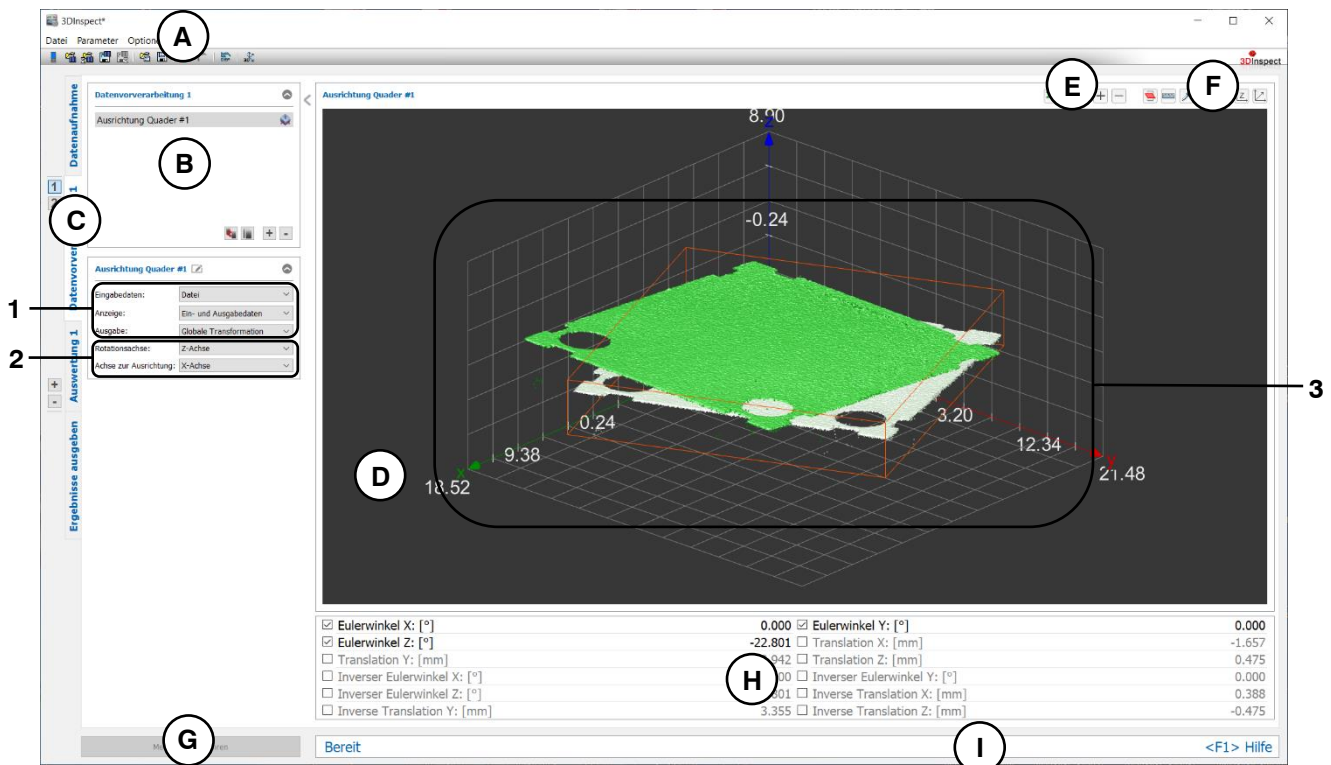 3DInspect*
Datei Parameter
A
3DInspect
Datenaufnahme
Datenvorverarbeitung 1
Ausrichtung Quader #1
B
1
C
Ausrichtung Quader #1
Eingabedaten: Datei
Anzeige: Ein- und Ausgabedaten
Ausgabe: Globale Transformation
Rotationsachse: Z-Achse
Achse zur Ausrichtung: X-Achse
1
2
+
-
Auswertung 1
Ergebnisse ausgeben
Ausrichtung Quader #1
E
F
Z
8.90
z
-0.24
0.24
9.38
x
18.52
3.20
12.34
y
21.48
D
3
Eulerwinkel X: [°] 0.000 Eulerwinkel Y: [°] 0.000
Eulerwinkel Z: [°] -22.801 Translation X: [mm] -1.657
Translation Y: [mm] Translation Z: [mm] 0.475
Inverser Eulerwinkel X: [°] Inverser Eulerwinkel Y: [°] 0.000
Inverser Eulerwinkel Z: [°] Inverse Translation X: [mm] 0.388
Inverse Translation Y: [mm] 3.355 Inverse Translation Z: [mm] -0.475
H
G
Bereit
I
<F1> Hilfe